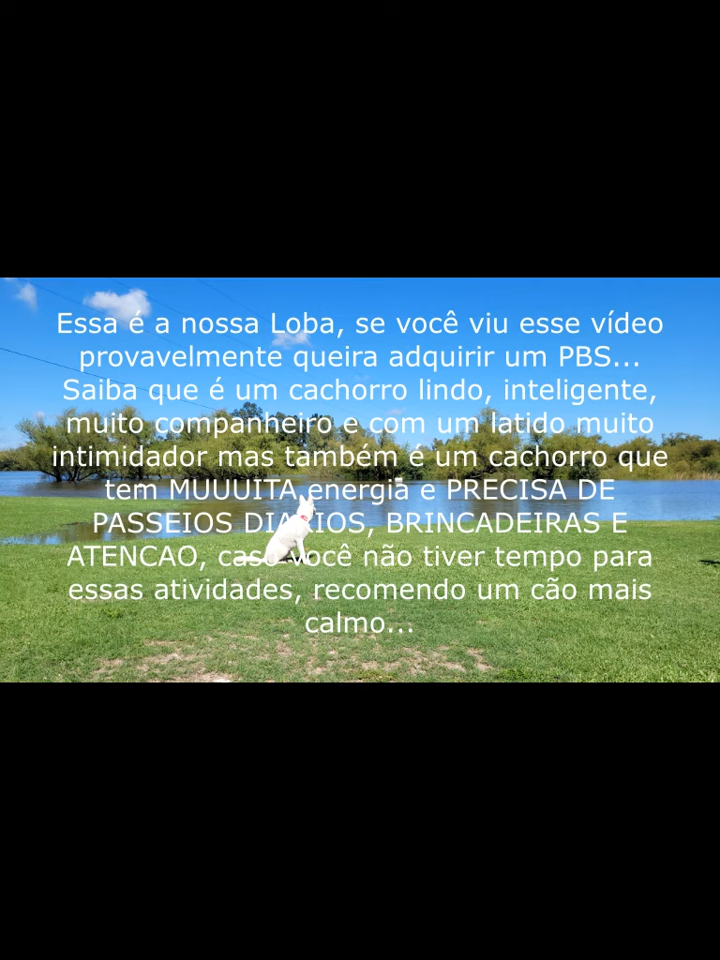 Essa é a nossa Loba, se você viu esse vídeo
provavelmente queira adquirir um PBS...
Saiba que é um cachorro lindo, inteligente,
muito companheiro e com um latido muito
intimidador mas também é um cachorro que
tem MUUUITA energia e PRECISA DE
PASSEIOS DIARIOS, BRINCADEIRAS E
ATENCAO, caso você não tiver tempo para
essas atividades, recomendo um cão mais
calmo...